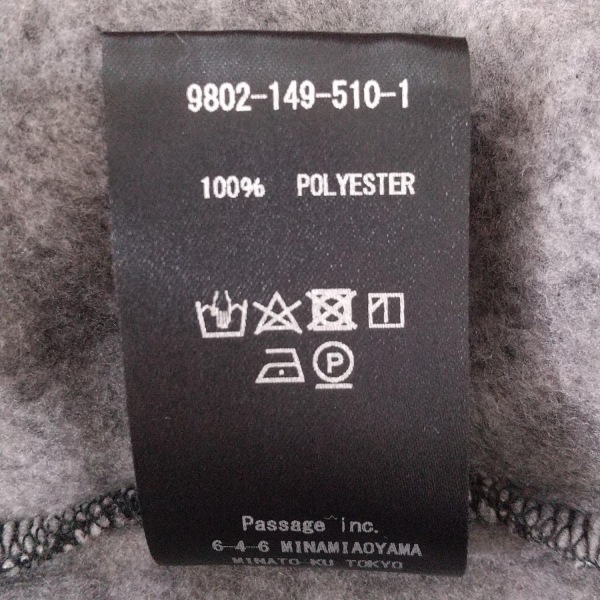 9802-149-510-1
100% POLYESTER
P
Passage inc.
6-4-6 MINAMIAOYAMA
MINATO KU TOKYO